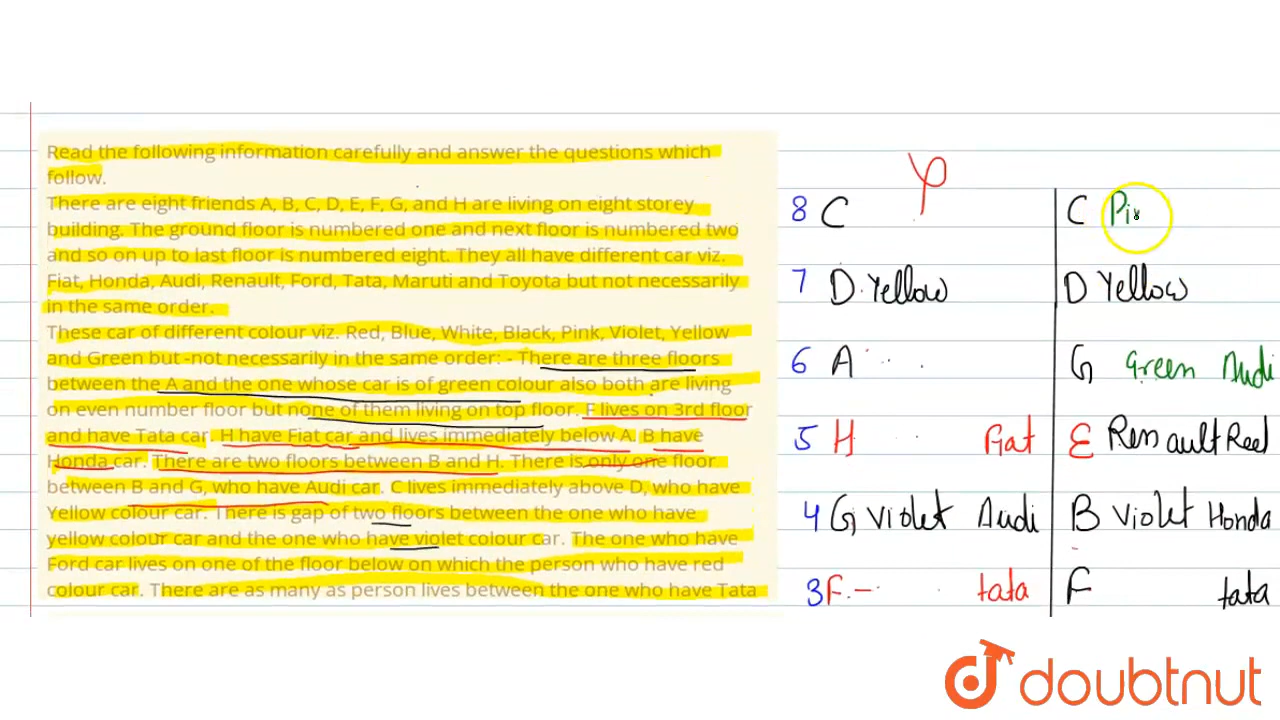 Read the following information carefully and answer the questions which
follow.
There are eight friends A, B, C, D, E, F, G, and H are living on eight storey
building. The ground floor is numbered one and next floor is numbered two
and so on up to last floor is numbered eight. They all have different car viz.
Fiat, Honda, Audi, Renault, Ford, Tata, Maruti and Toyota but not necessarily
in the same order.
These car of different colour viz. Red, Blue, White, Black, Pink, Violet, Yellow
and Green but -not necessarily in the same order: - There are three floors
between the A and the one whose car is of green colour also both are living
on even number floor but none of them living on top floor. F lives on 3rd floor
and have Tata car. H have Fiat car and lives immediately below A. B have
Honda car. There are two floors between B and H. There is only one floor
between B and G, who have Audi car. C lives immediately above D, who have
Yellow colour car. There is gap of two floors between the one who have
yellow colour car and the one who have violet colour car. The one who have
Ford car lives on one of the floor below on which the person who have red
colour car. There are as many as person lives between the one who have Tata
8 C C Pi
7 D Yellow D Yellow
6 A G Green Audi
5 H Fiat E Renault Red
4 G Violet Audi B Violet Honda
3 F - tata F tata
doubtnut